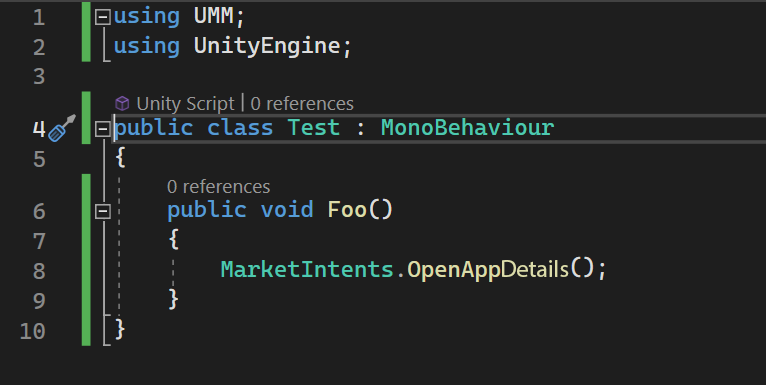 1 using UMM;
2 using UnityEngine;
3
Unity Script | 0 references
4 public class Test : MonoBehaviour
5 {
0 references
6 public void Foo()
7 {
8 MarketIntents.OpenAppDetails();
9 }
10 }